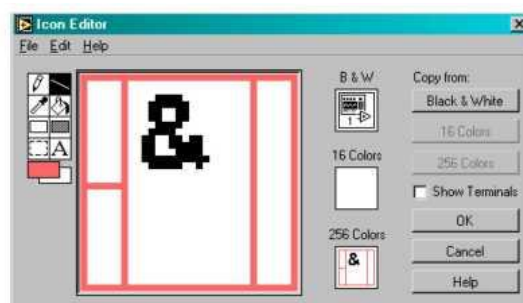 Icon Editor
File Edit Help
A
&
B & W
1
16 Colors
256 Colors
&
Copy from:
Black & White
16 Colors
256 Colors
Show Terminals
OK
Cancel
Help